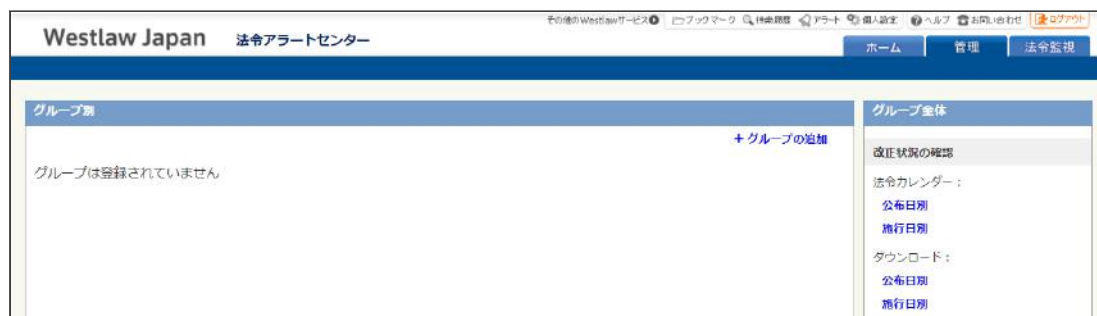 その他のWestlawサービス ブックマーク 検索履歴 アラート 個人設定 ヘルプ お問い合わせ ログアウト
Westlaw Japan 法令アラートセンター
ホーム 管理 法令監視
グループ別
+ グループの追加
グループは登録されていません
グループ全体
改正状況の確認
法令カレンダー：
公布日別
施行日別
ダウンロード：
公布日別
施行日別